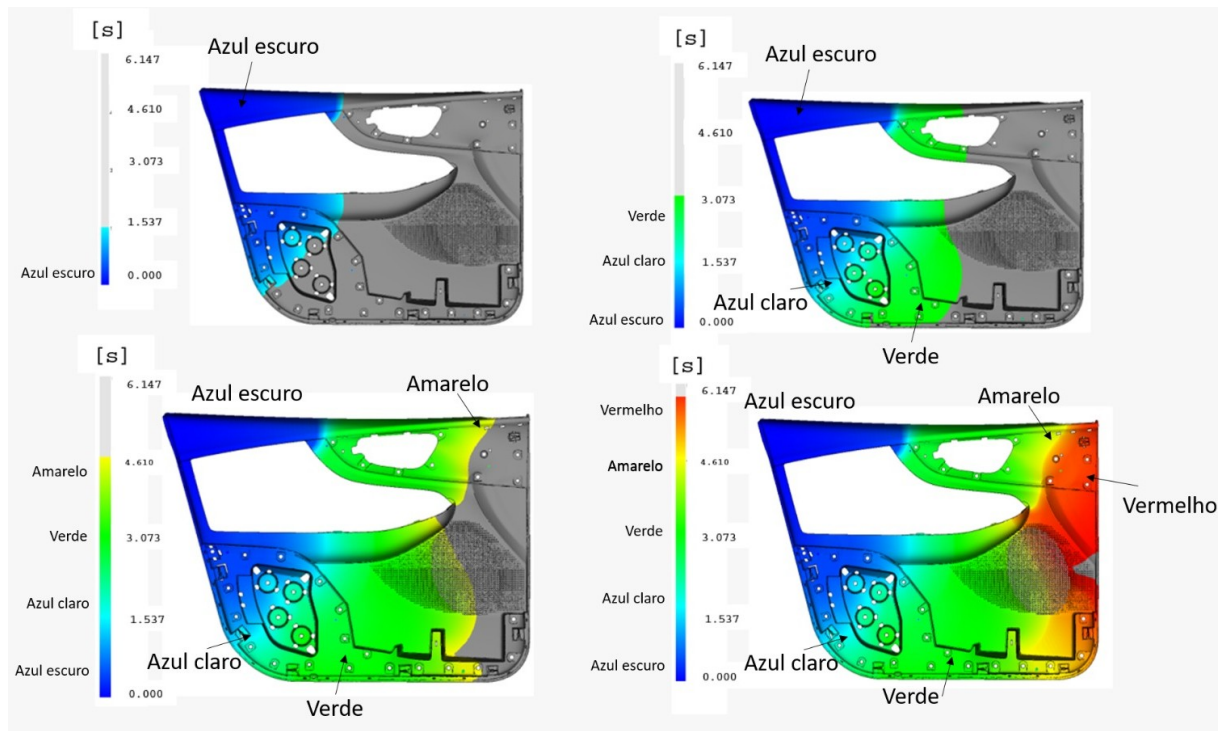 [s]
Azul escuro
6.147
4.610
3.073
1.537
Azul escuro
0.000
[s]
Azul escuro
6.147
4.610
3.073
Verde
Azul claro
1.537
Azul claro
Azul escuro
0.000
Verde
[s]
Azul escuro
Amarelo
6.147
Amarelo
4.610
Verde
3.073
Azul claro
1.537
Azul claro
Azul escuro
0.000
Verde
[s]
Azul escuro
Amarelo
6.147
Vermelho
Amarelo
4.610
Vermelho
Verde
3.073
Azul claro
1.537
Azul claro
Azul escuro
0.000
Verde